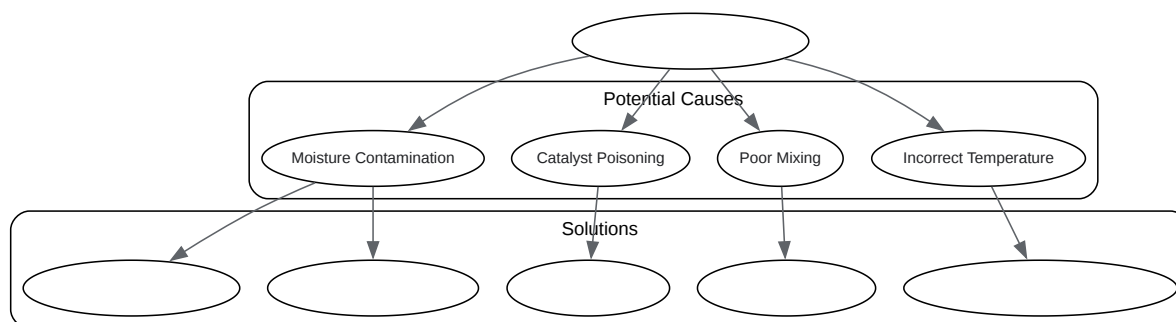 Potential Causes
Moisture Contamination
Catalyst Poisoning
Poor Mixing
Incorrect Temperature
Solutions